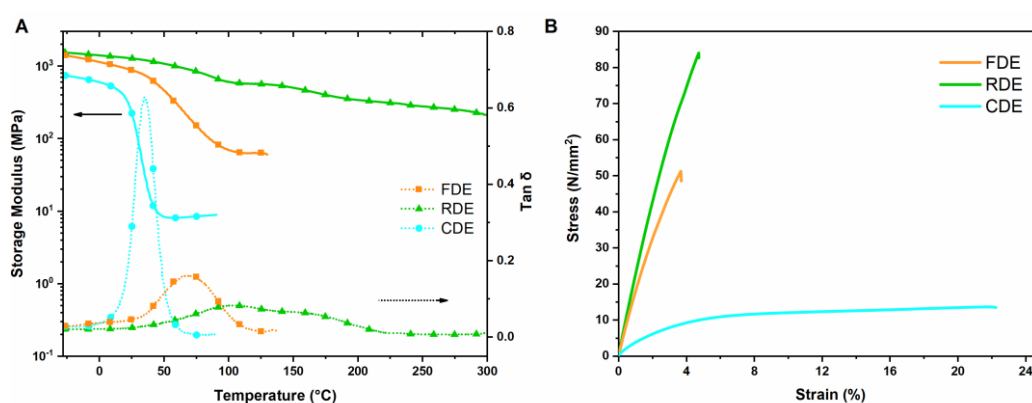 A
Storage Modulus (MPa)
10³
10²
10¹
10⁰
10⁻¹
0 25 50 75 100 125 150 175 200 225 250 275 300
Temperature (°C)
0.8
0.6
0.4
0.2
0.0
Tan δ
FDE
RDE
CDE
B
Stress (N/mm²)
90
80
70
60
50
40
30
20
10
0
0 4 8 12 16 20 24
Strain (%)
FDE
RDE
CDE